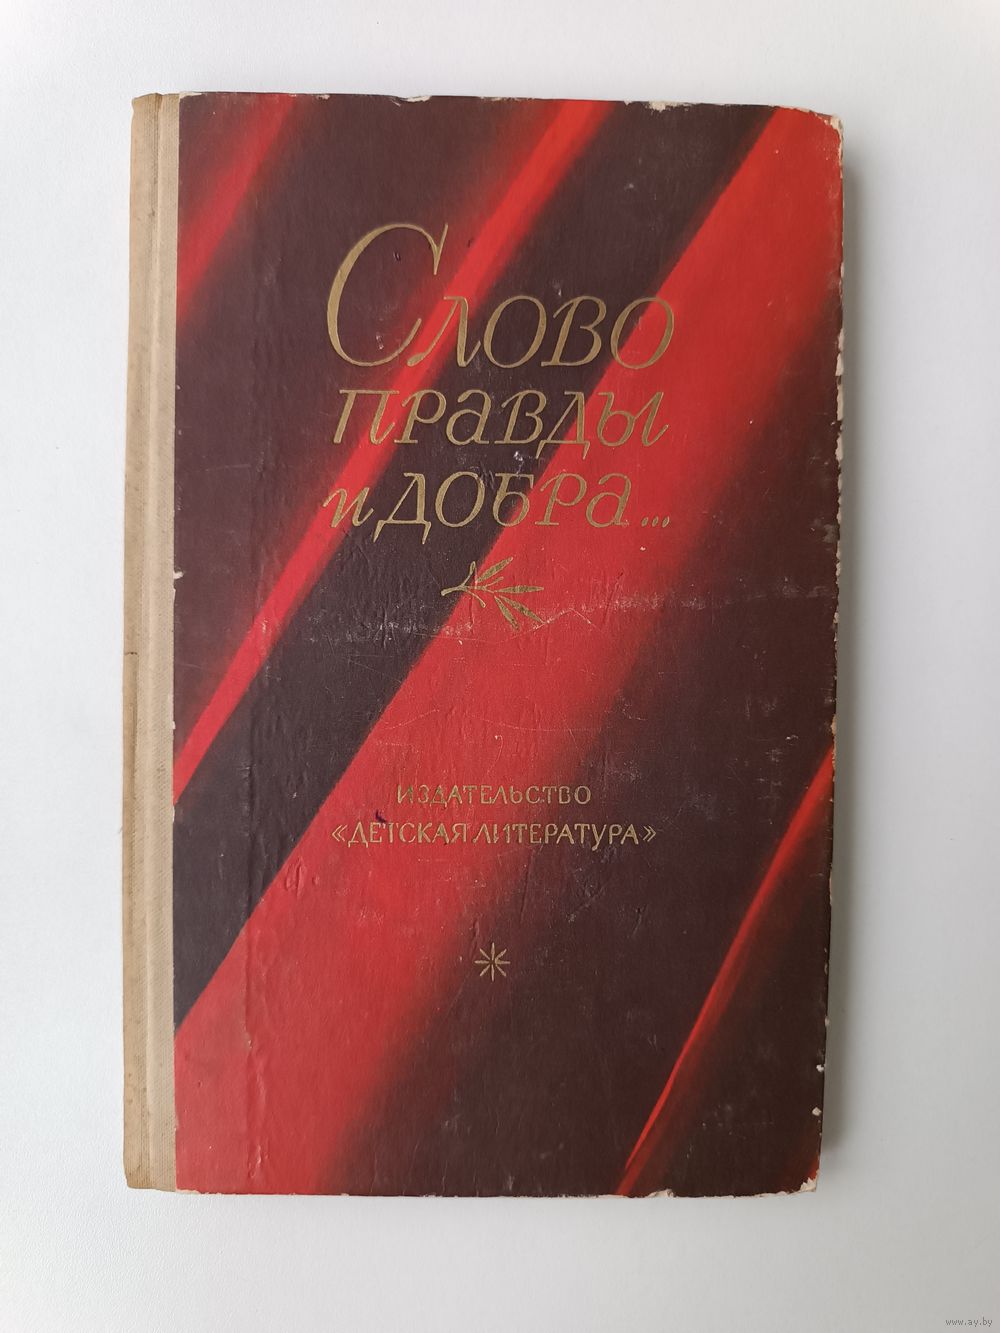 Слово
правды
и добра...
ИЗДАТЕЛЬСТВО
«ДЕТСКАЯ ЛИТЕРАТУРА»
www.ay.by